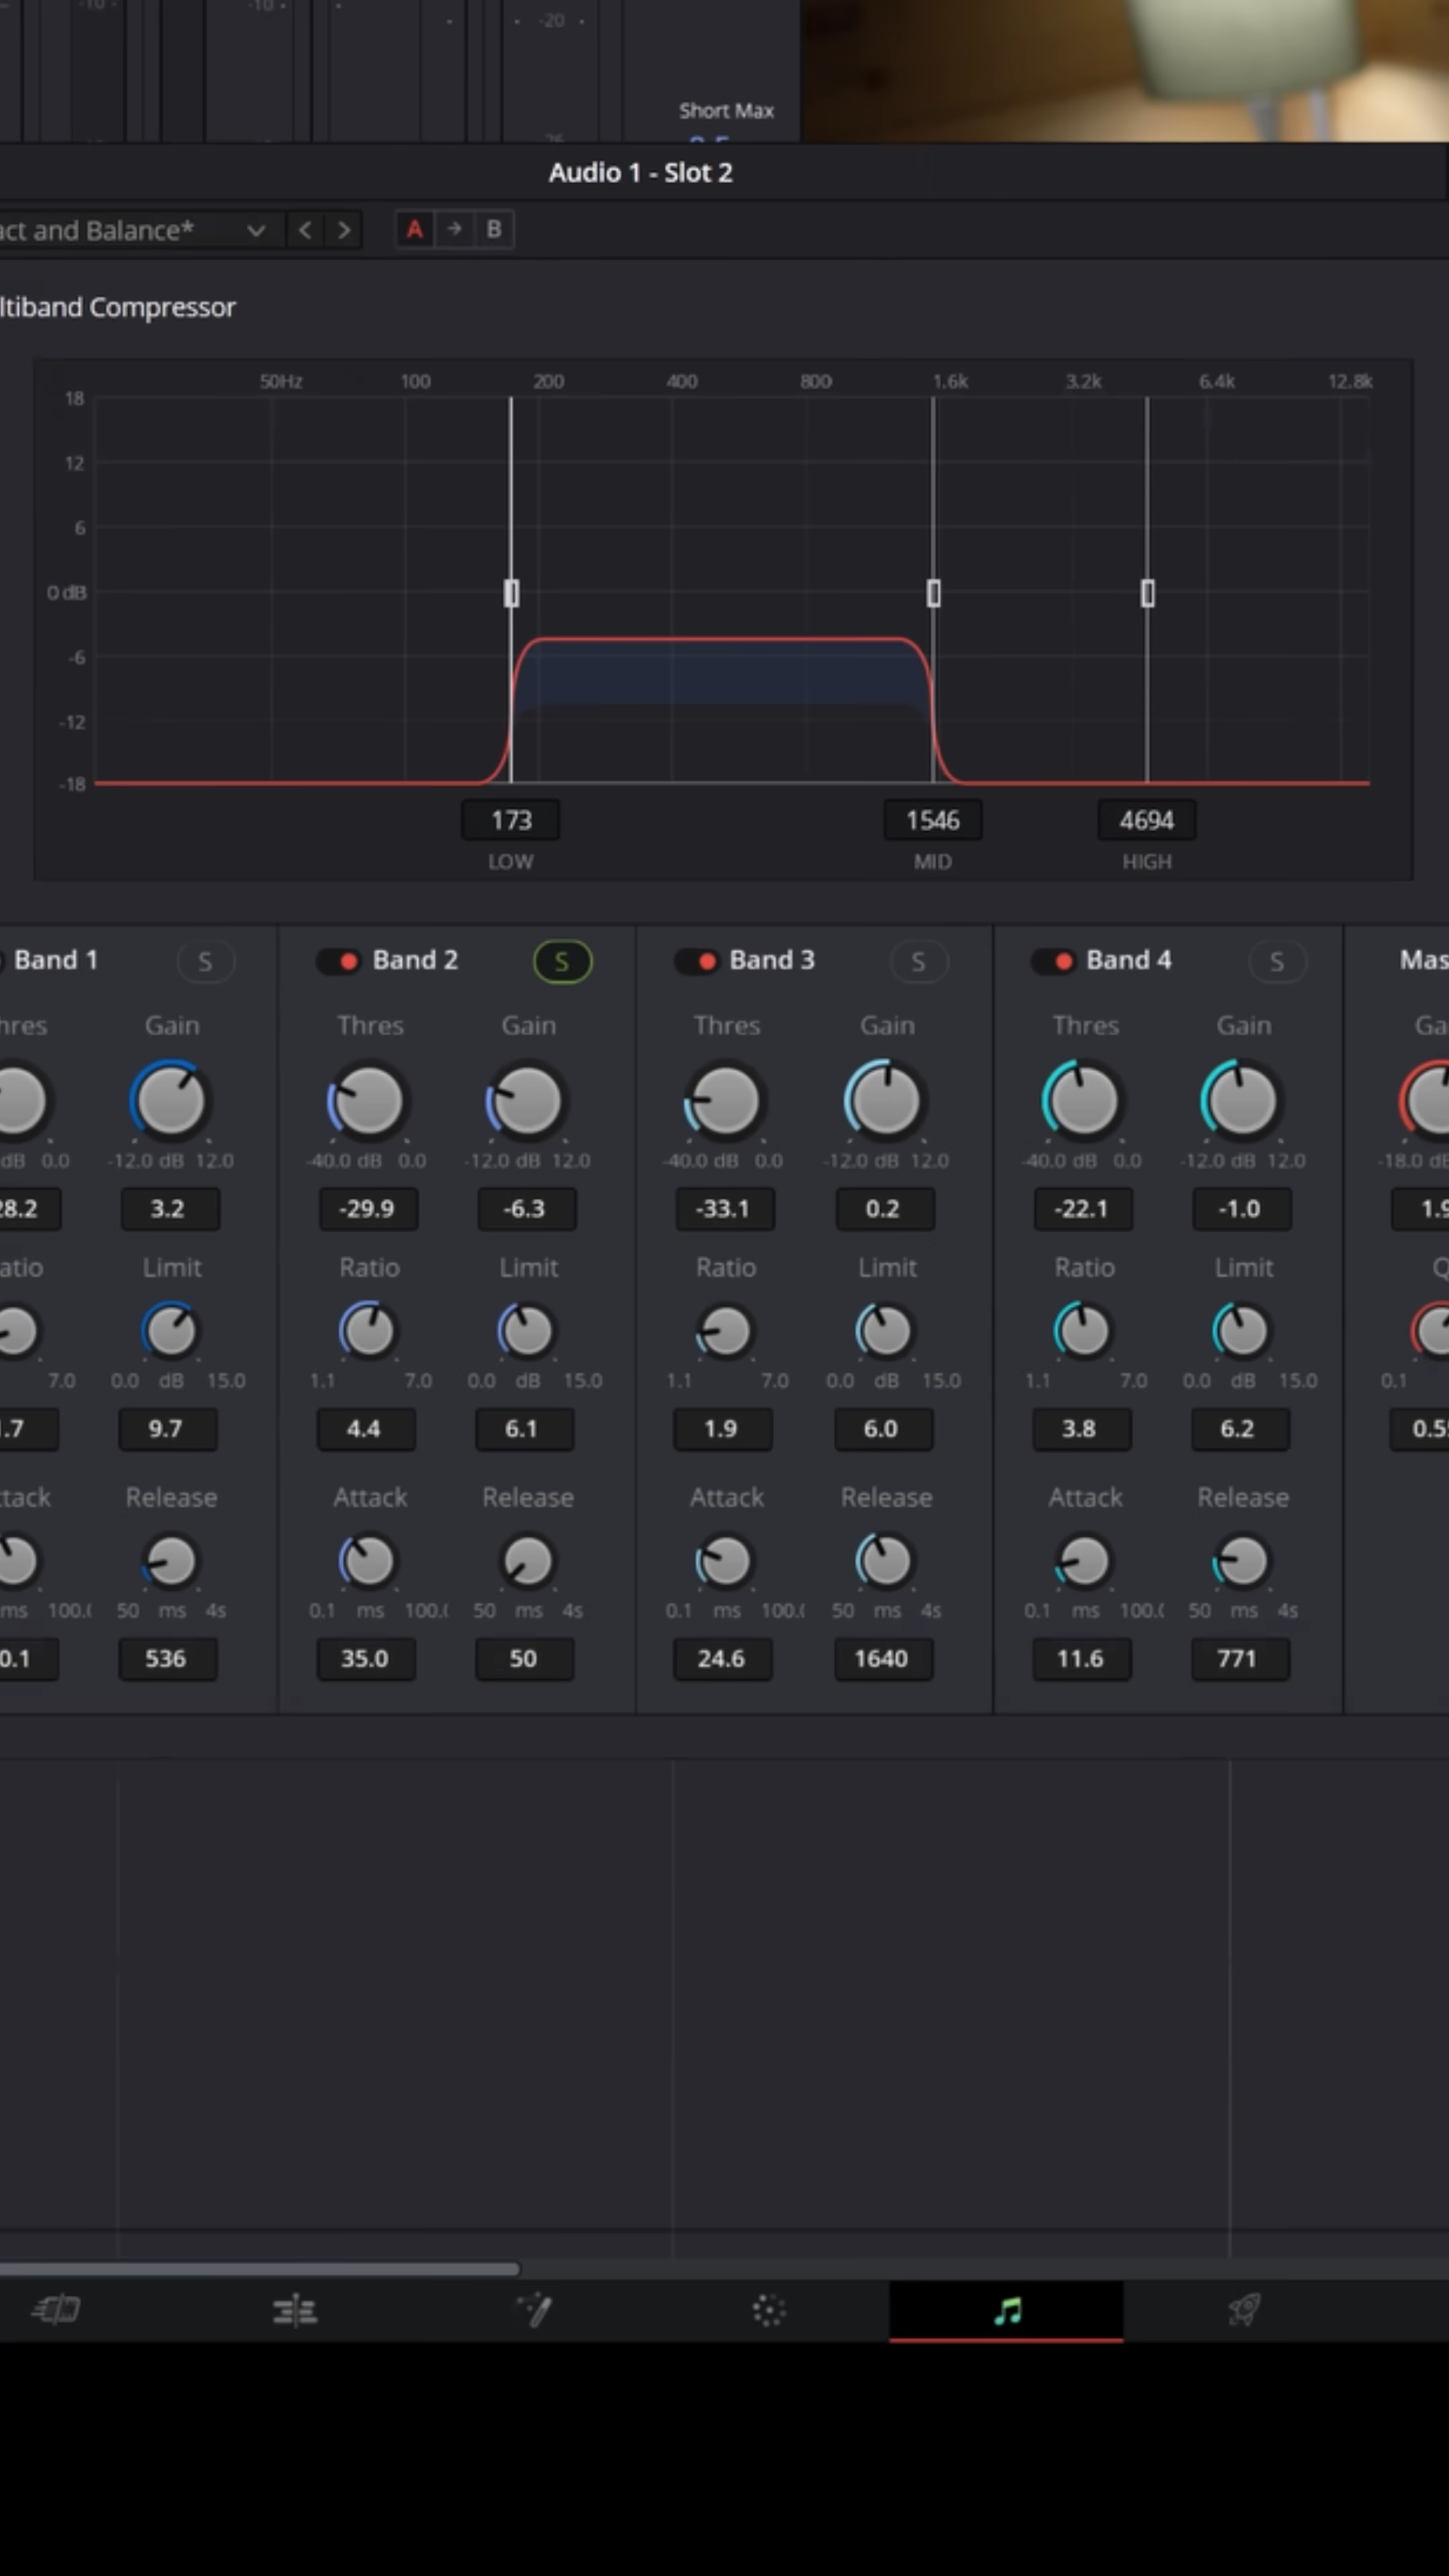 -10 -10 -20
Short Max
Audio 1 - Slot 2
act and Balance*
A B
ltiband Compressor
50Hz 100 200 400 800 1.6k 3.2k 6.4k 12.8k
18
12
6
0 dB
-6
-12
-18
173 1546 4694
LOW MID HIGH
Band 1 S Band 2 S Band 3 S Band 4 S Mas
hres Gain Thres Gain Thres Gain Thres Gain Ga
dB 0.0 -12.0 dB 12.0 -40.0 dB 0.0 -12.0 dB 12.0 -40.0 dB 0.0 -12.0 dB 12.0 -40.0 dB 0.0 -12.0 dB 12.0 -18.0 dB
28.2 3.2 -29.9 -6.3 -33.1 0.2 -22.1 -1.0 1.9
atio Limit Ratio Limit Ratio Limit Ratio Limit Q
7.0 0.0 dB 15.0 1.1 7.0 0.0 dB 15.0 1.1 7.0 0.0 dB 15.0 1.1 7.0 0.0 dB 15.0 0.1
.7 9.7 4.4 6.1 1.9 6.0 3.8 6.2 0.5
ttack Release Attack Release Attack Release Attack Release
ms 100.0 50 ms 4s 0.1 ms 100.0 50 ms 4s 0.1 ms 100.0 50 ms 4s 0.1 ms 100.0 50 ms 4s
0.1 536 35.0 50 24.6 1640 11.6 771